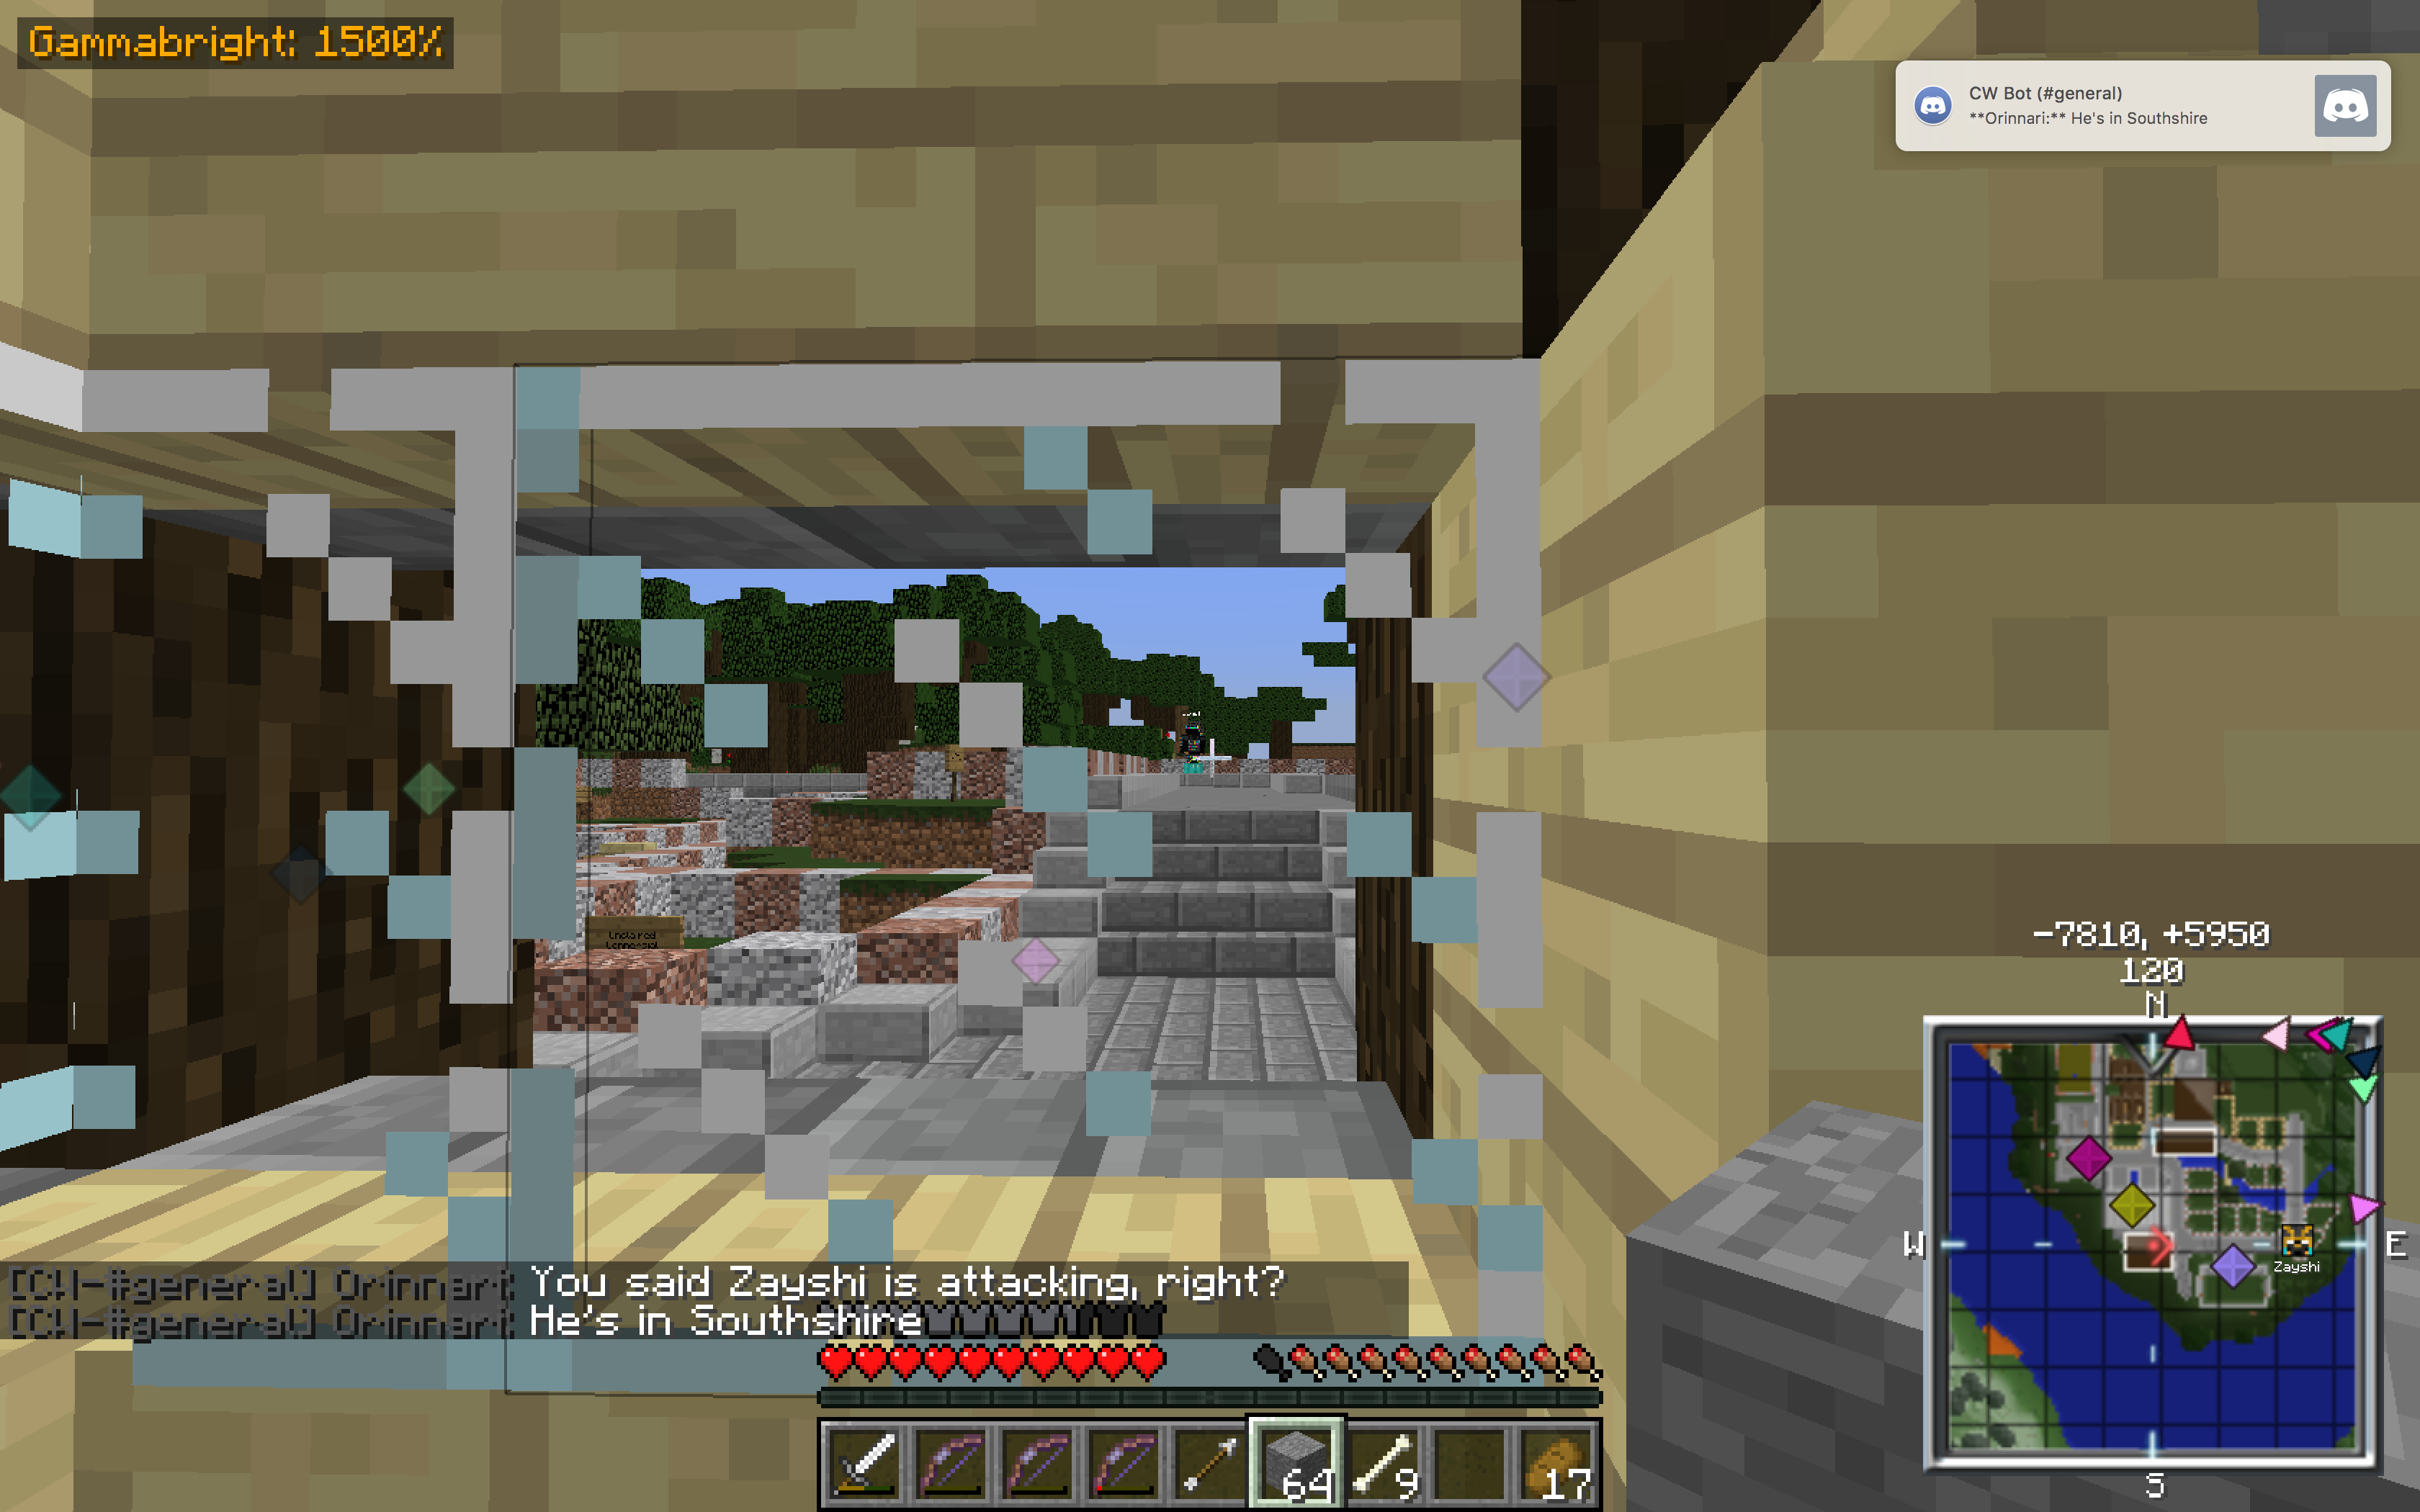 Gammabright: 1500%
CW Bot (#general)
**Orinnari:** He's in Southshire
-7810, +5950
120
N
W
E
Zayshi
S
[CW-#general] Orinnari: You said Zayshi is attacking, right?
[CW-#general] Orinnari: He's in Southshire
64
9
17